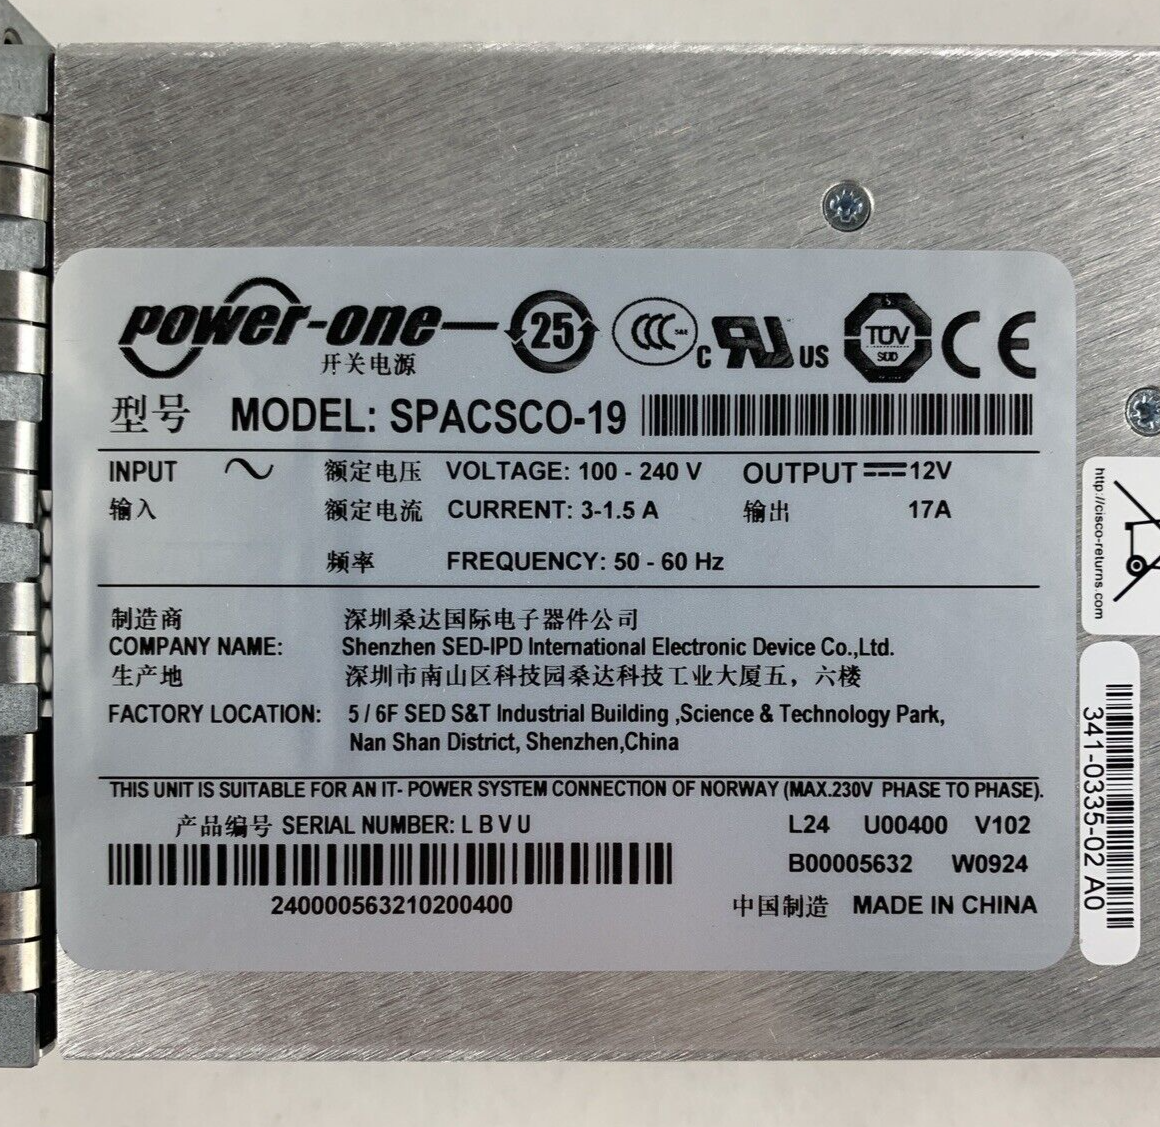 power-one
开关电源
25
CCC S&E
C RU US
TÜV
SÜD
CE
型号 MODEL: SPACSCO-19
INPUT 额定电压 VOLTAGE: 100 - 240 V OUTPUT 12V
输入 额定电流 CURRENT: 3-1.5 A 输出 17A
频率 FREQUENCY: 50 - 60 Hz
制造商 深圳桑达国际电子器件公司
COMPANY NAME: Shenzhen SED-IPD International Electronic Device Co.,Ltd.
生产地 深圳市南山区科技园桑达科技工业大厦五，六楼
FACTORY LOCATION: 5 / 6F SED S&T Industrial Building ,Science & Technology Park,
Nan Shan District, Shenzhen,China
THIS UNIT IS SUITABLE FOR AN IT- POWER SYSTEM CONNECTION OF NORWAY (MAX.230V PHASE TO PHASE).
产品编号 SERIAL NUMBER: L B V U L24 U00400 V102
B00005632 W0924
240000563210200400
中国制造 MADE IN CHINA
http://cisco-returns.com
341-0335-02 A0